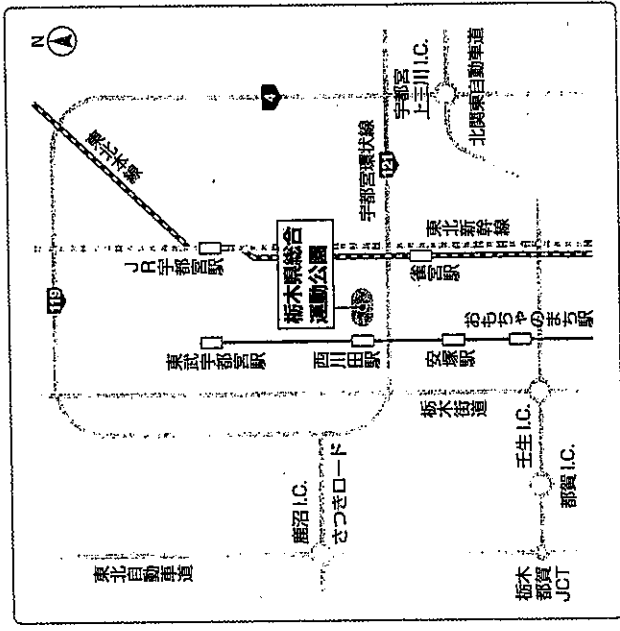 N
東北本線
4
宇都宮
上三川I.C.
北関東自動車道
119
JR宇都宮駅
宇都宮環状線
121
栃木県総合
運動公園
東北新幹線
雀宮駅
東武宇都宮駅
西川田駅
安塚駅
おもちゃのまち駅
栃木街道
鹿沼I.C.
さつきロード
壬生I.C.
都賀I.C.
東北自動車道
栃木
都賀
JCT